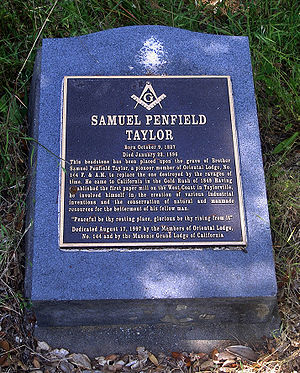 G
SAMUEL PENFIELD
TAYLOR
Born October 9, 1827
Died January 22, 1886
This headstone has been placed upon the grave of Brother
Samuel Penfield Taylor, a pioneer member of Oriental Lodge, No.
144 F. & A.M. to replace the one destroyed by the ravages of
time. He came to California in the Gold Rush of 1849 Having
established the first paper mill on the West Coast in Taylorville,
he involved himself in the creation of various industrial
inventions and the conservation of natural and manmade
resources for the betterment of his fellow man.
"Peaceful be thy resting place, glorious be thy rising from it"
Dedicated August 17, 1997 by the Members of Oriental Lodge,
No. 144 and by the Masonic Grand Lodge of California